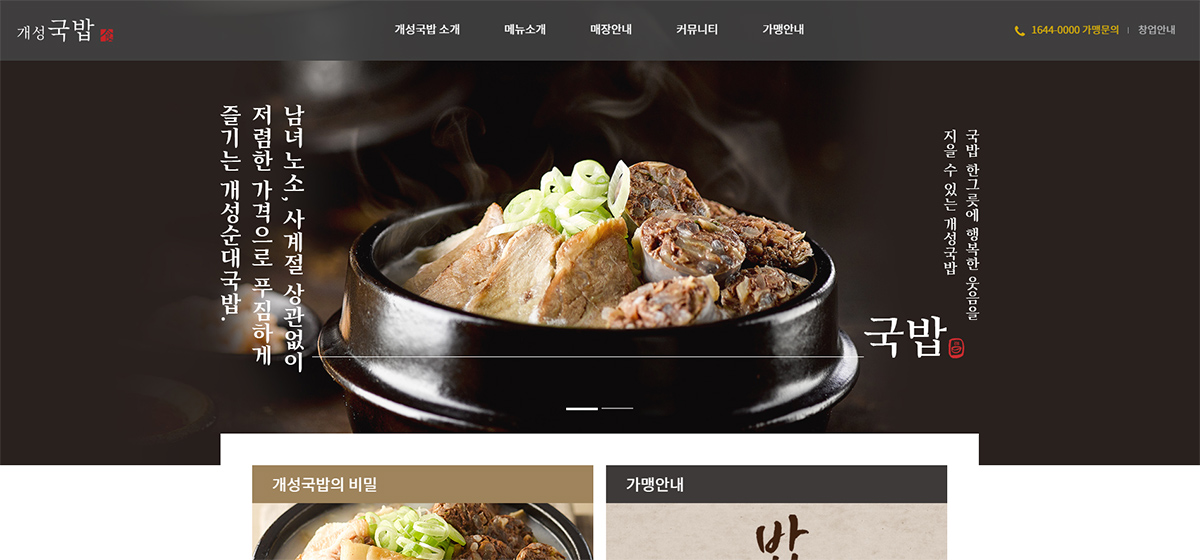 개성국밥
개성국밥 소개
메뉴소개
매장안내
커뮤니티
가맹안내
1644-0000 가맹문의
창업안내
남녀노소, 사계절 상관없이
저렴한 가격으로 푸짐하게
즐기는 개성순대국밥.
국밥 한그릇에 행복한 웃음을
지을 수 있는 개성국밥
국밥
개성국밥의 비밀
가맹안내
밥